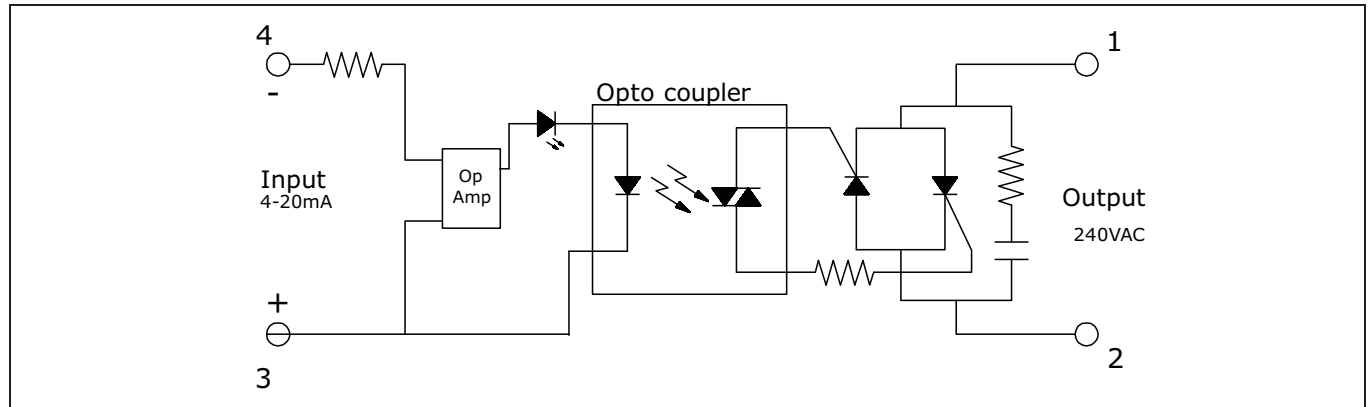 4
-
Opto coupler
1
Op
Amp
Input
4-20mA
Output
240VAC
+
3
2